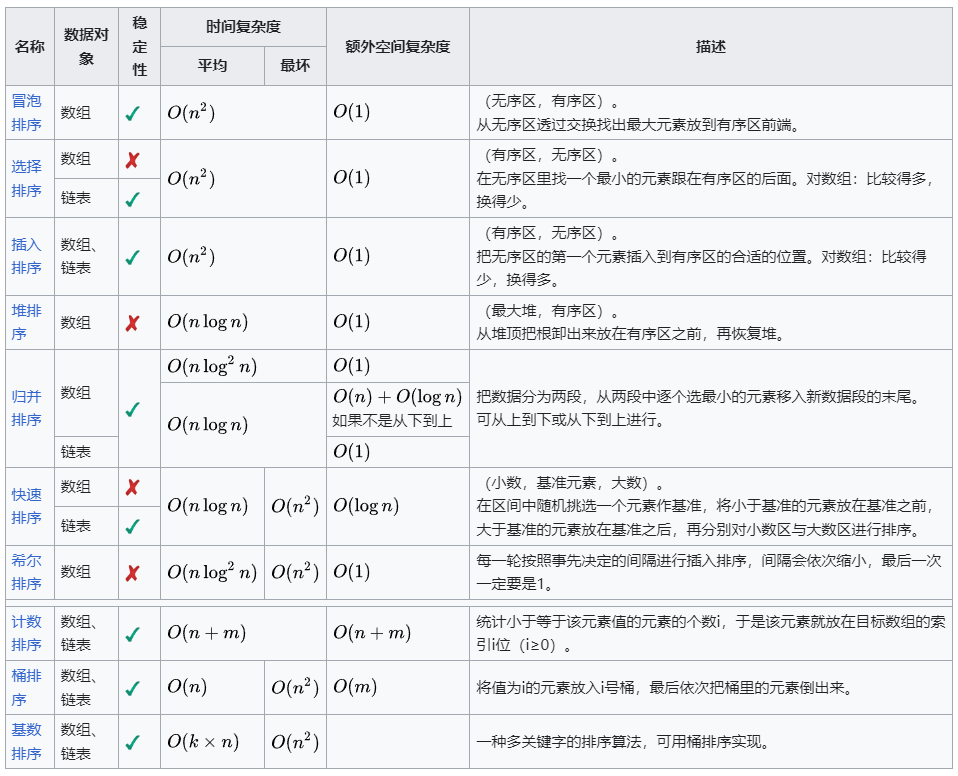 名称
数据对
象
稳
定
性
时间复杂度
平均
最坏
额外空间复杂度
描述
冒泡
排序
数组
✓
O(n²)
O(1)
（无序区，有序区）。
从无序区透过交换找出最大元素放到有序区前端。
选择
排序
数组
✗
链表
✓
O(n²)
O(1)
（有序区，无序区）。
在无序区里找一个最小的元素跟在有序区的后面。对数组：比较得多，
换得少。
插入
排序
数组、
链表
✓
O(n²)
O(1)
（有序区，无序区）。
把无序区的第一个元素插入到有序区的合适的位置。对数组：比较得
少，换得多。
堆排
序
数组
✗
O(n log n)
O(1)
（最大堆，有序区）。
从堆顶把根卸出来放在有序区之前，再恢复堆。
归并
排序
数组
链表
✓
O(n log² n)
O(1)
O(n log n)
O(n) + O(log n)
如果不是从下到上
O(1)
把数据分为两段，从两段中逐个选最小的元素移入新数据段的末尾。
可从上到下或从下到上进行。
快速
排序
数组
✗
链表
✓
O(n log n)
O(n²)
O(log n)
（小数，基准元素，大数）。
在区间中随机挑选一个元素作基准，将小于基准的元素放在基准之前，
大于基准的元素放在基准之后，再分别对小数区与大数区进行排序。
希尔
排序
数组
✗
O(n log² n)
O(n²)
O(1)
每一轮按照事先决定的间隔进行插入排序，间隔会依次缩小，最后一次
一定要是1。
计数
排序
数组、
链表
✓
O(n + m)
O(n + m)
统计小于等于该元素值的元素的个数i，于是该元素就放在目标数组的索
引i位（i≥0）。
桶排
序
数组、
链表
✓
O(n)
O(n²)
O(m)
将值为i的元素放入i号桶，最后依次把桶里的元素倒出来。
基数
排序
数组、
链表
✓
O(k × n)
O(n²)
一种多关键字的排序算法，可用桶排序实现。